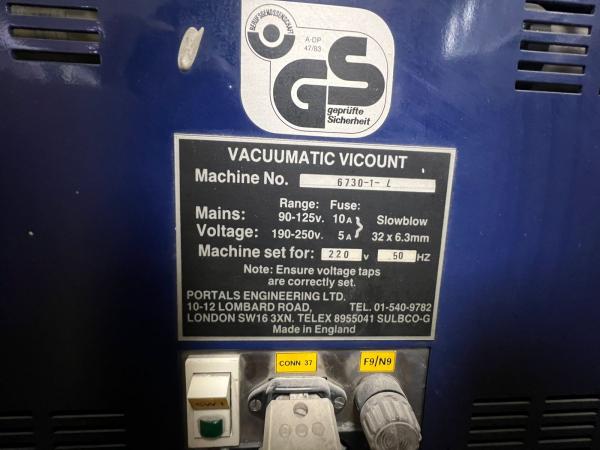 BERUFSGENOSSENSCHAFT
A-DP
47/83
GS
geprüfte
Sicherheit
VACUUMATIC VICOUNT
Machine No. 6730-1- L
Range: Fuse:
Mains: 90-125v. 10A } Slowblow
Voltage: 190-250v. 5A } 32 x 6.3mm
Machine set for: 220 v 50 HZ
Note: Ensure voltage taps
are correctly set.
PORTALS ENGINEERING LTD.
10-12 LOMBARD ROAD, TEL. 01-540-9782
LONDON SW16 3XN. TELEX 8955041 SULBCO-G
Made in England
CONN 37
F9/N9
SW1